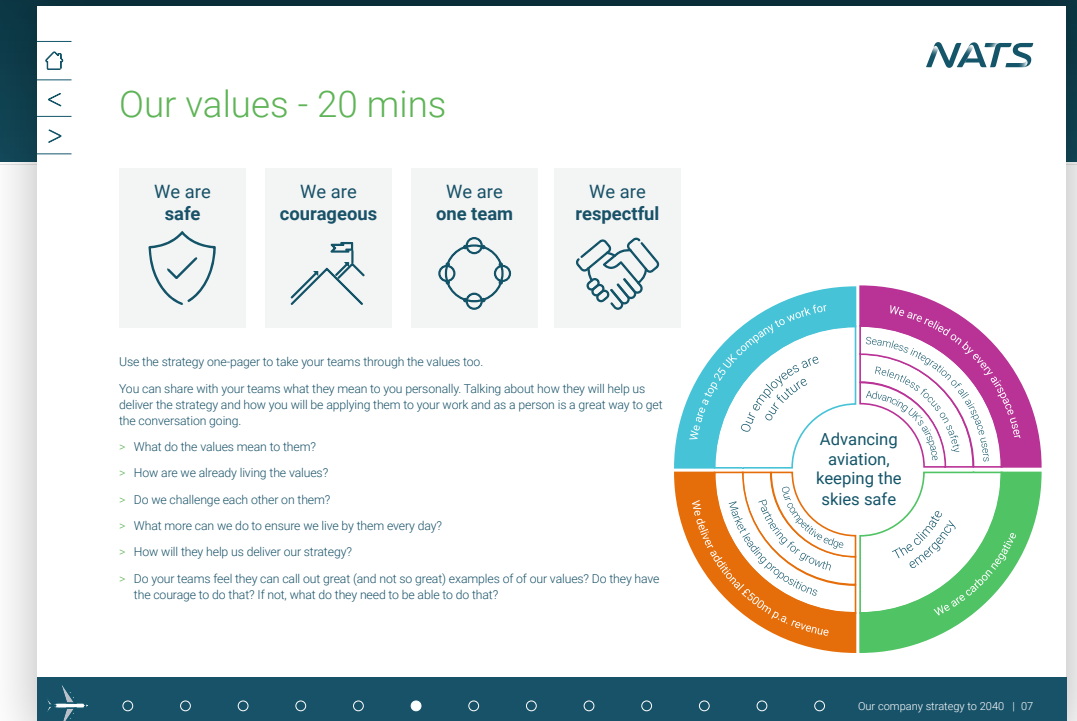 NATS
Our values - 20 mins
We are
safe
We are
courageous
We are
one team
We are
respectful
Use the strategy one-pager to take your teams through the values too.
You can share with your teams what they mean to you personally. Talking about how they will help us
deliver the strategy and how you will be applying them to your work and as a person is a great way to get
the conversation going.
> What do the values mean to them?
> How are we already living the values?
> Do we challenge each other on them?
> What more can we do to ensure we live by them every day?
> How will they help us deliver our strategy?
> Do your teams feel they can call out great (and not so great) examples of of our values? Do they have
the courage to do that? If not, what do they need to be able to do that?
We are a top 25 UK company to work for
Our employees are
our future
We are relied on by every airspace user
Seamless integration of all airspace users
Relentless focus on safety
Advancing UK's airspace
Advancing
aviation,
keeping the
skies safe
Our competitive edge
Partnering for growth
Market leading propositions
We deliver additional £500m p.a. revenue
The climate
emergency
We are carbon negative
Our company strategy to 2040 | 07